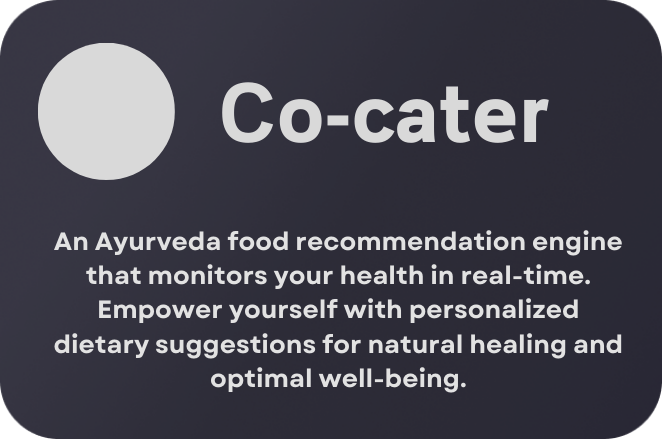 Co-cater
An Ayurveda food recommendation engine
that monitors your health in real-time.
Empower yourself with personalized
dietary suggestions for natural healing and
optimal well-being.